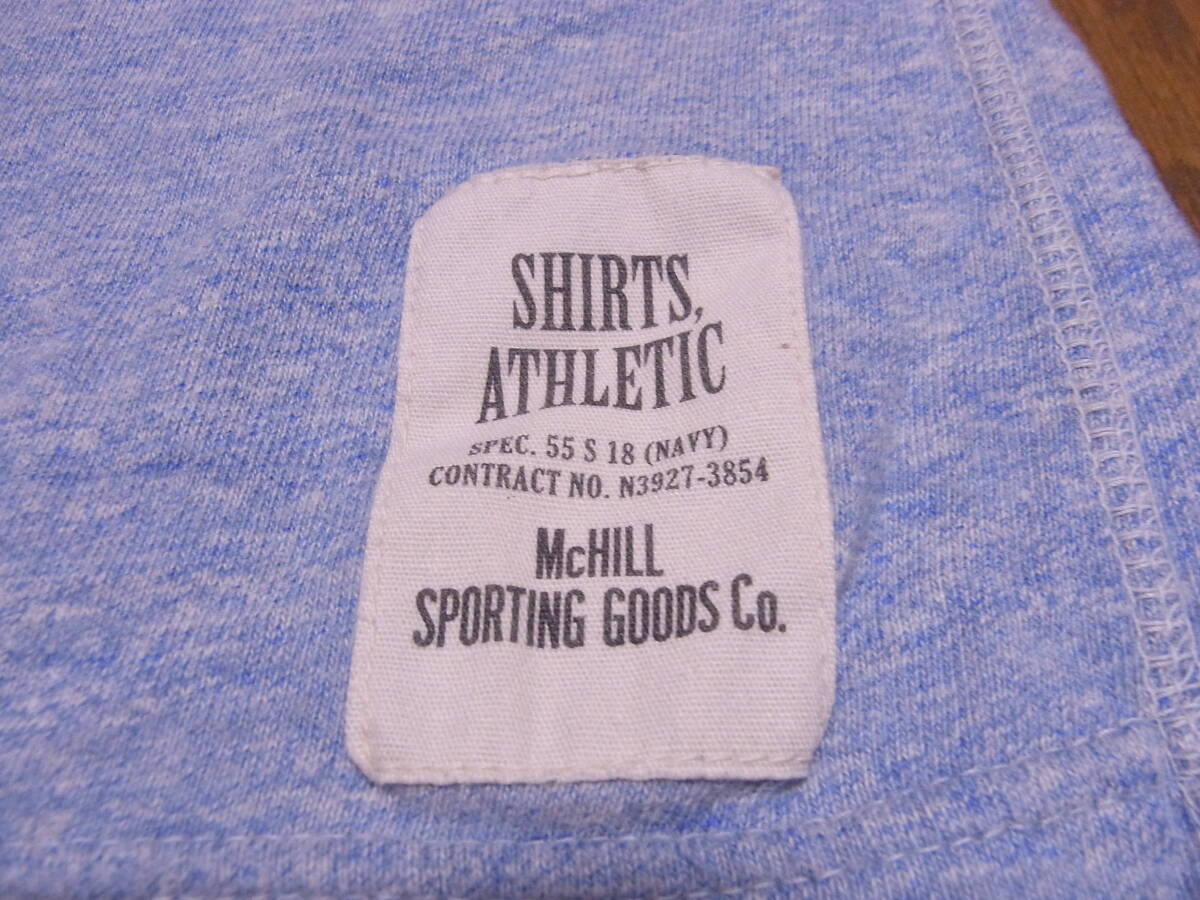 SHIRTS,
ATHLETIC
SPEC. 55 S 18 (NAVY)
CONTRACT NO. N3927-3854
McHILL
SPORTING GOODS Co.